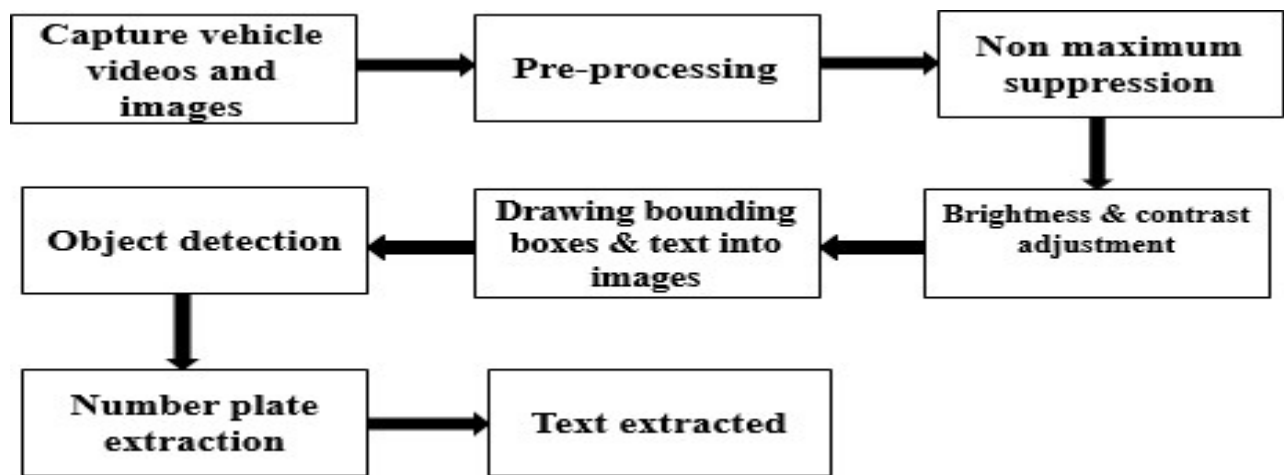 Capture vehicle
videos and
images
Pre-processing
Non maximum
suppression
Brightness & contrast
adjustment
Drawing bounding
boxes & text into
images
Object detection
Number plate
extraction
Text extracted